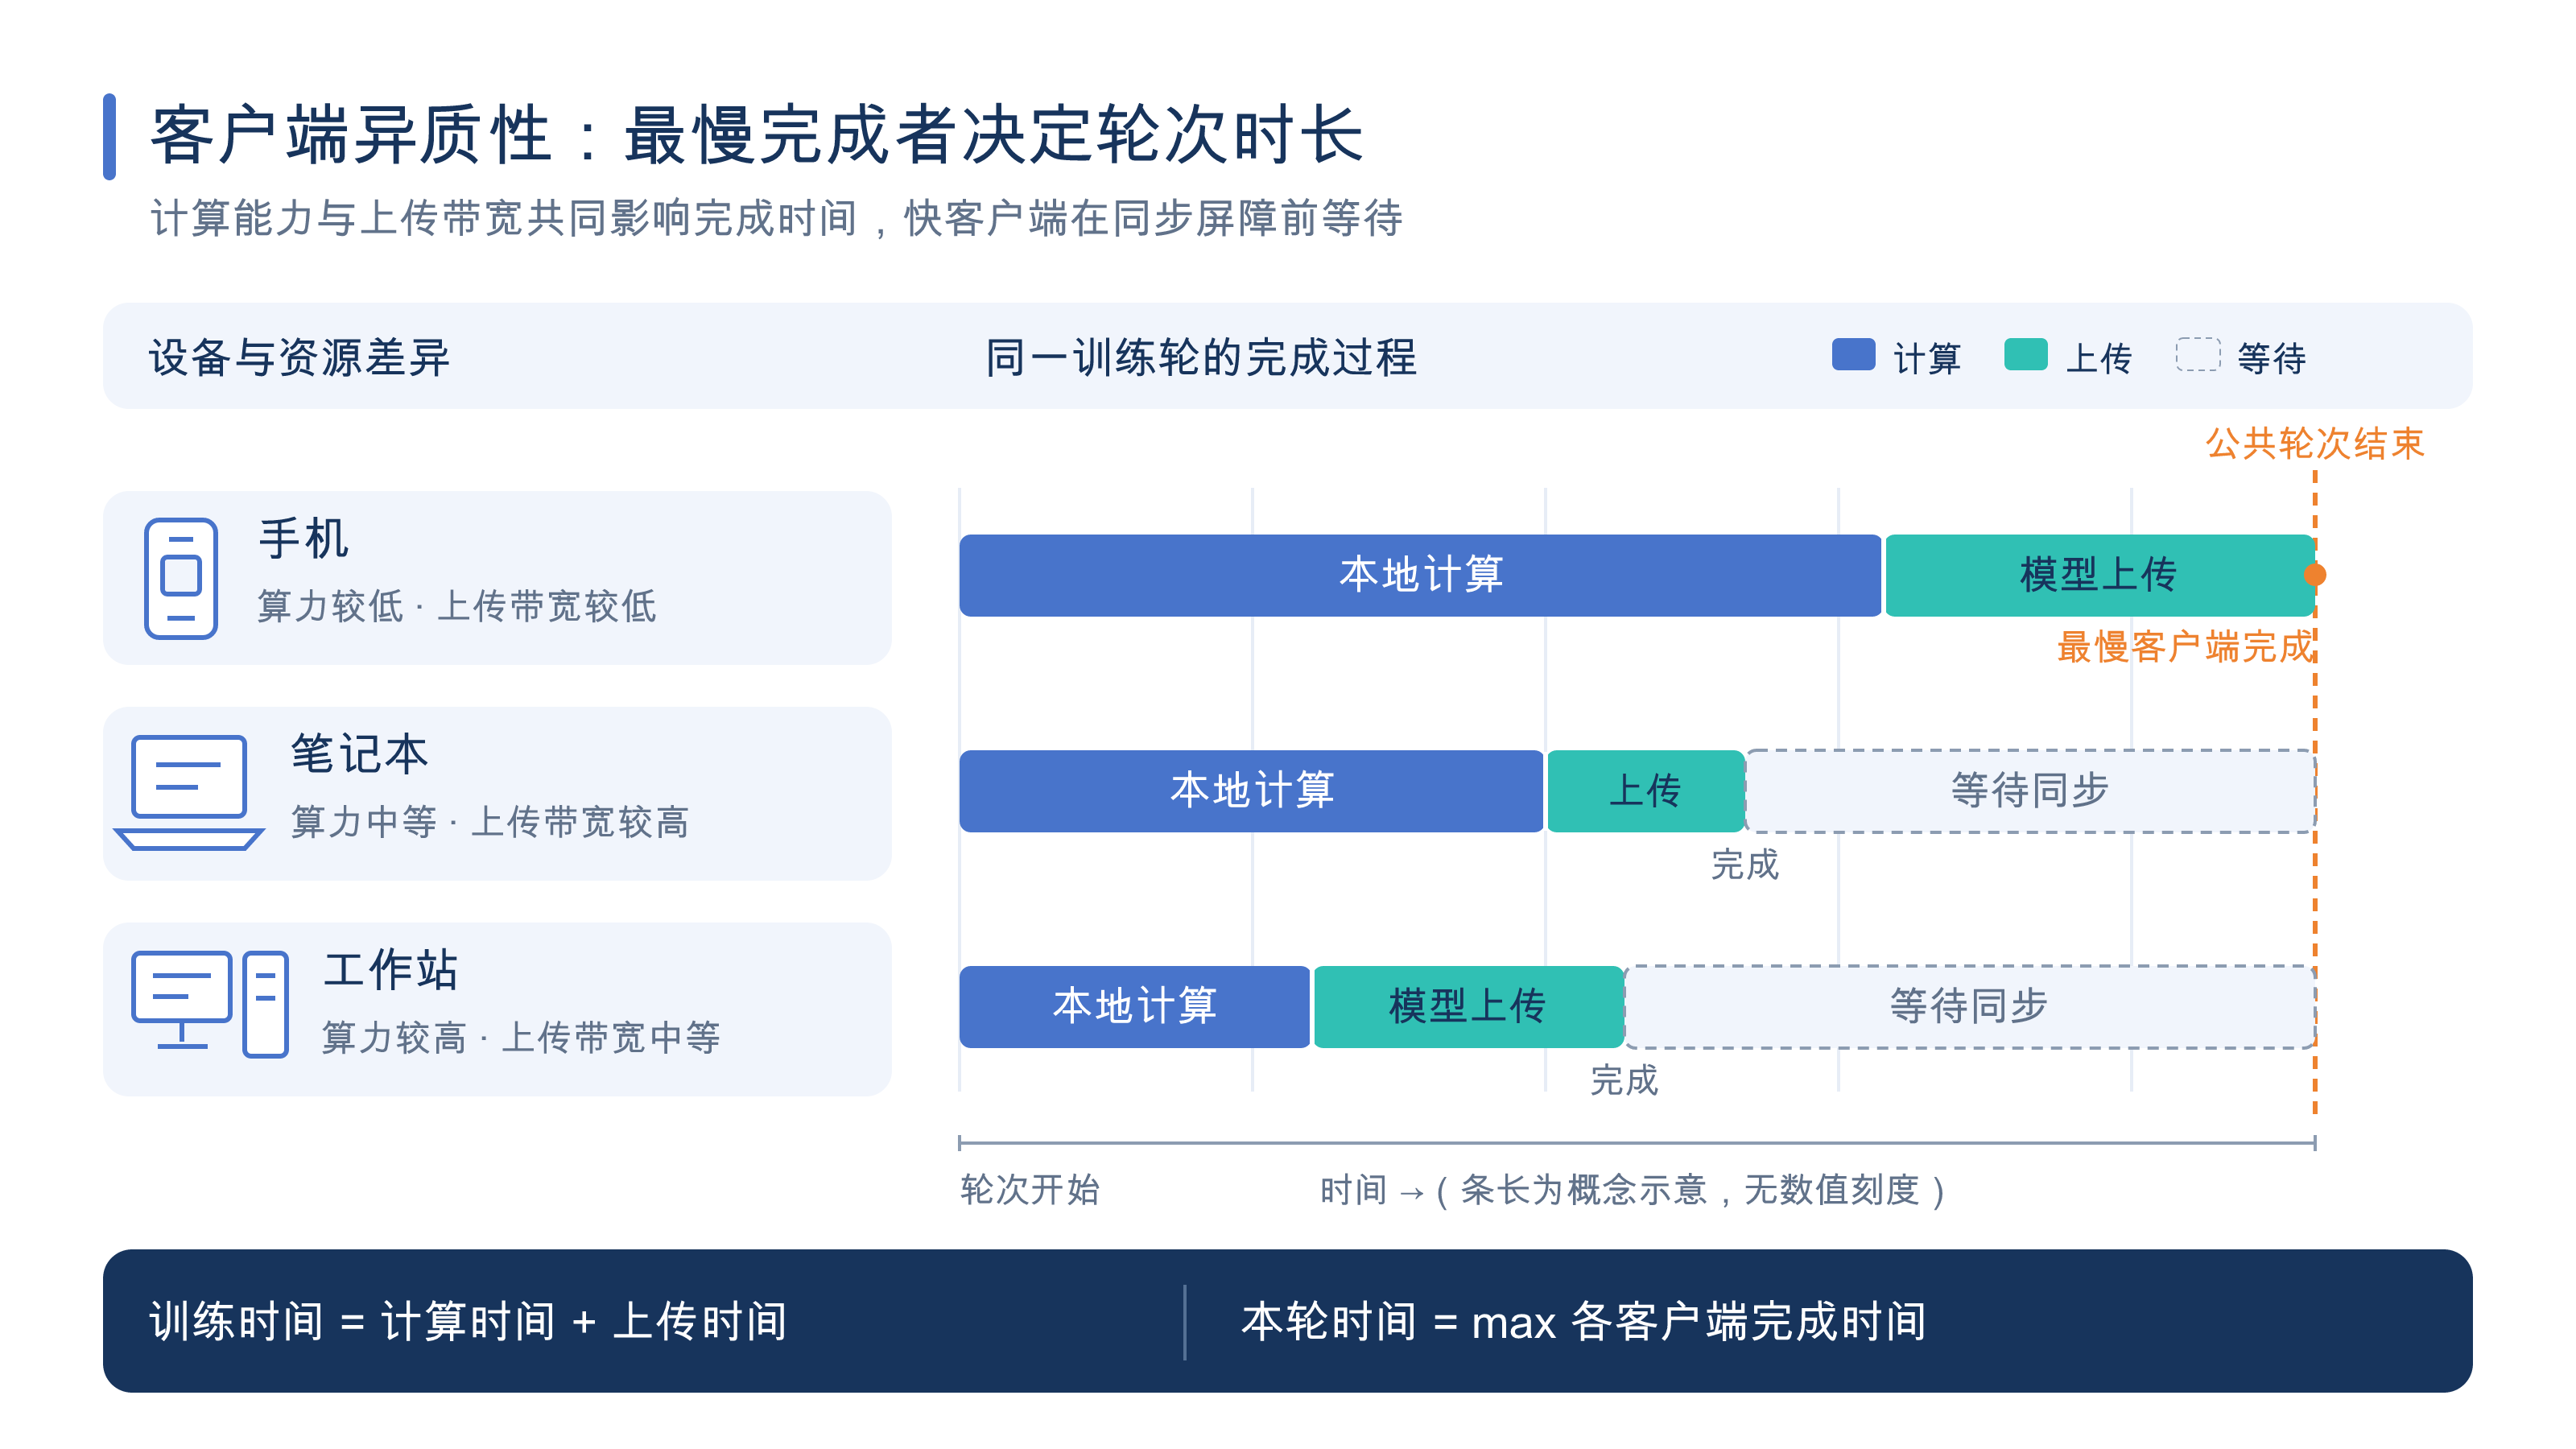 客户端异质性：最慢完成者决定轮次时长
计算能力与上传带宽共同影响完成时间，快客户端在同步屏障前等待
设备与资源差异
同一训练轮的完成过程
计算
上传
等待
公共轮次结束
手机
算力较低 · 上传带宽较低
本地计算
模型上传
最慢客户端完成
笔记本
算力中等 · 上传带宽较高
本地计算
上传
等待同步
完成
工作站
算力较高 · 上传带宽中等
本地计算
模型上传
等待同步
完成
轮次开始
时间 → （条长为概念示意，无数值刻度）
训练时间 = 计算时间 + 上传时间
本轮时间 = max 各客户端完成时间